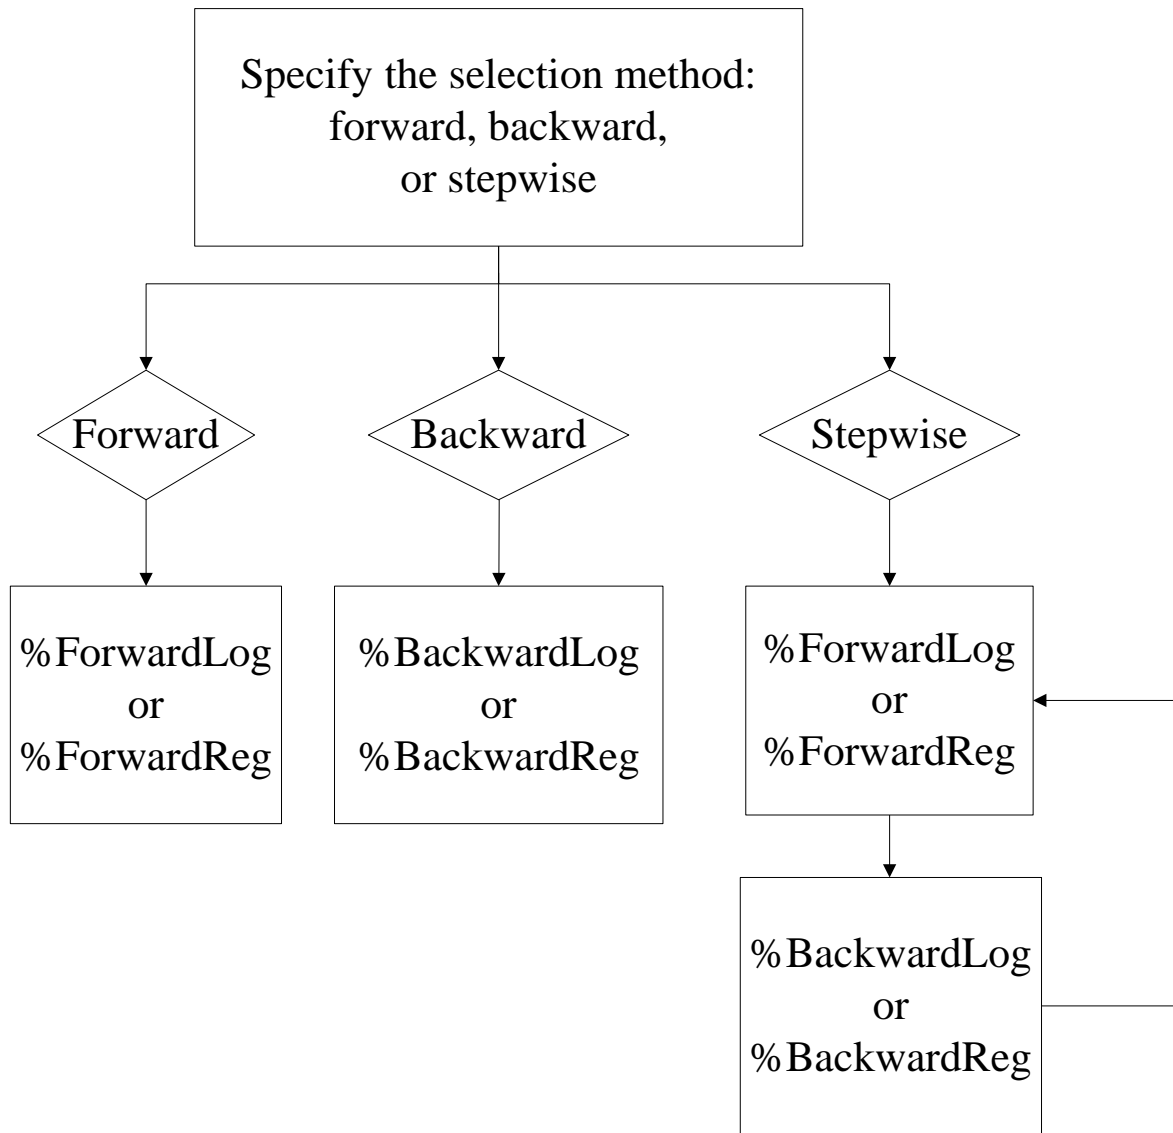 Specify the selection method:
forward, backward,
or stepwise
Forward
Backward
Stepwise
%ForwardLog
or
%ForwardReg
%BackwardLog
or
%BackwardReg
%ForwardLog
or
%ForwardReg
%BackwardLog
or
%BackwardReg